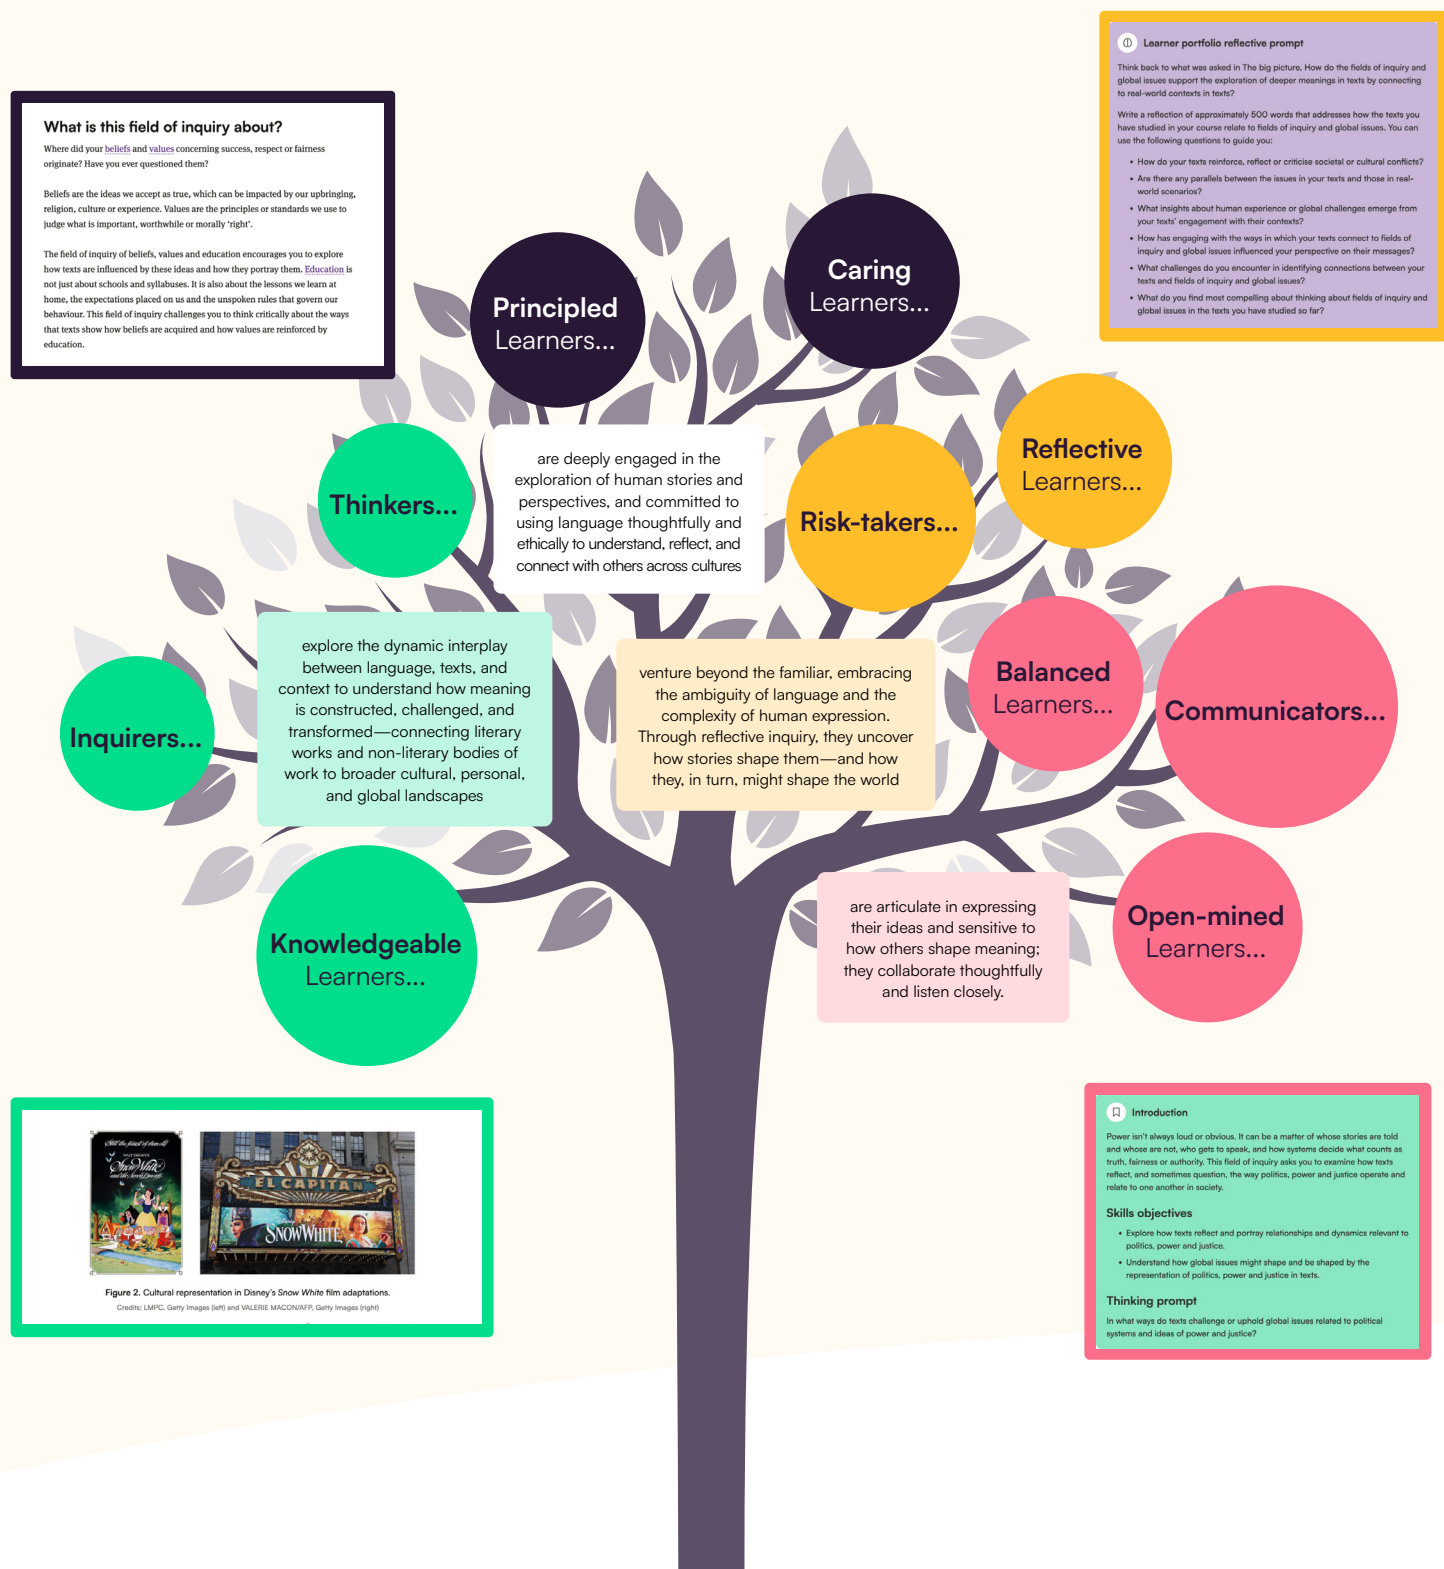 Learner portfolio reflective prompt
Think back to what was asked in The big picture, How do the fields of inquiry and
global issues support the exploration of deeper meanings in texts by connecting
to real-world contexts in texts?
Write a reflection of approximately 500 words that addresses how the texts you
have studied in your course relate to fields of inquiry and global issues. You can
use the following questions to guide you:
• How do your texts reinforce, reflect or criticise societal or cultural conflicts?
• Are there any parallels between the issues in your texts and those in real-
world scenarios?
• What insights about human experience or global challenges emerge from
your texts' engagement with their contexts?
• How has engaging with the ways in which your texts connect to fields of
inquiry and global issues influenced your perspective on their messages?
• What challenges do you encounter in identifying connections between your
texts and fields of inquiry and global issues?
• What do you find most compelling about thinking about fields of inquiry and
global issues in the texts you have studied so far?
What is this field of inquiry about?
Where did your beliefs and values concerning success, respect or fairness
originate? Have you ever questioned them?
Beliefs are the ideas we accept as true, which can be impacted by our upbringing,
religion, culture or experience. Values are the principles or standards we use to
judge what is important, worthwhile or morally 'right'.
The field of inquiry of beliefs, values and education encourages you to explore
how texts are influenced by these ideas and how they portray them. Education is
not just about schools and syllabuses. It is also about the lessons we learn at
home, the expectations placed on us and the unspoken rules that govern our
behaviour. This field of inquiry challenges you to think critically about the ways
that texts show how beliefs are acquired and how values are reinforced by
education.
Principled
Learners...
Caring
Learners...
are deeply engaged in the
exploration of human stories and
perspectives, and committed to
using language thoughtfully and
ethically to understand, reflect, and
connect with others across cultures
Thinkers...
Risk-takers...
Reflective
Learners...
explore the dynamic interplay
between language, texts, and
context to understand how meaning
is constructed, challenged, and
transformed—connecting literary
works and non-literary bodies of
work to broader cultural, personal,
and global landscapes
venture beyond the familiar, embracing
the ambiguity of language and the
complexity of human expression.
Through reflective inquiry, they uncover
how stories shape them—and how
they, in turn, might shape the world
Inquirers...
Balanced
Learners...
Communicators...
Knowledgeable
Learners...
are articulate in expressing
their ideas and sensitive to
how others shape meaning;
they collaborate thoughtfully
and listen closely.
Open-mined
Learners...
Still the fairest of them all!
WALT DISNEY'S
Snow White
and the Seven Dwarfs
EL CAPITAN
Disney
SNOW WHITE
Figure 2. Cultural representation in Disney's Snow White film adaptations.
Credits: LMPC, Getty Images (left) and VALERIE MACON/AFP, Getty Images (right)
Introduction
Power isn't always loud or obvious. It can be a matter of whose stories are told
and whose are not, who gets to speak, and how systems decide what counts as
truth, fairness or authority. This field of inquiry asks you to examine how texts
reflect, and sometimes question, the way politics, power and justice operate and
relate to one another in society.
Skills objectives
• Explore how texts reflect and portray relationships and dynamics relevant to
politics, power and justice.
• Understand how global issues might shape and be shaped by the
representation of politics, power and justice in texts.
Thinking prompt
In what ways do texts challenge or uphold global issues related to political
systems and ideas of power and justice?